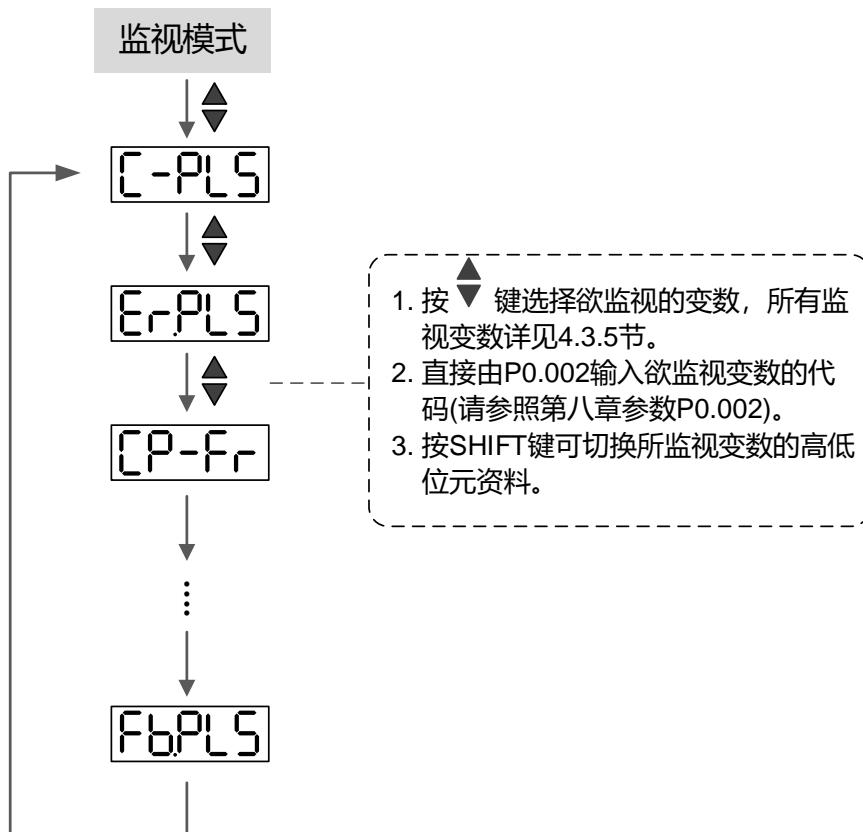 监视模式
C-PLS
Er.PLS
1. 按 键选择欲监视的变数，所有监
视变数详见4.3.5节。
2. 直接由P0.002输入欲监视变数的代
码(请参照第八章参数P0.002)。
3. 按SHIFT键可切换所监视变数的高低
位元资料。
CP-Fr
Fb.PLS